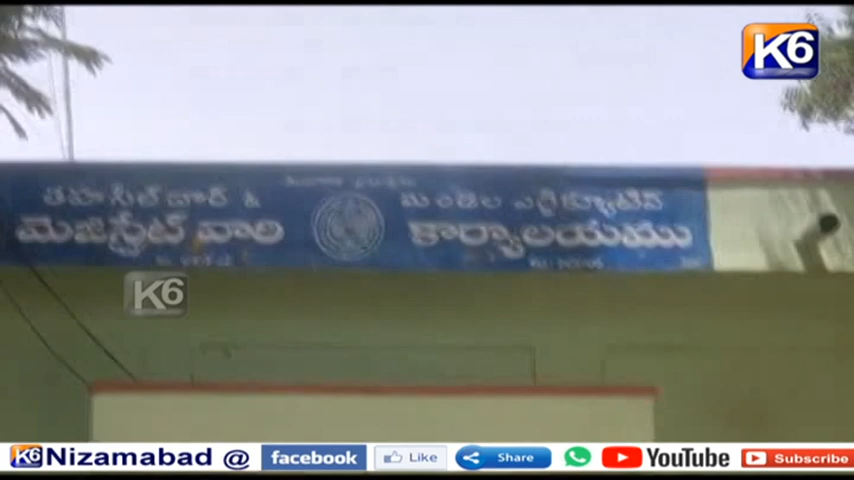 K6
తహసీల్దార్ & మండల ఎగ్జిక్యూటివ్
మెజిస్ట్రేట్ వారి కార్యాలయము
K6
K6 Nizamabad @ facebook Like Share YouTube Subscribe